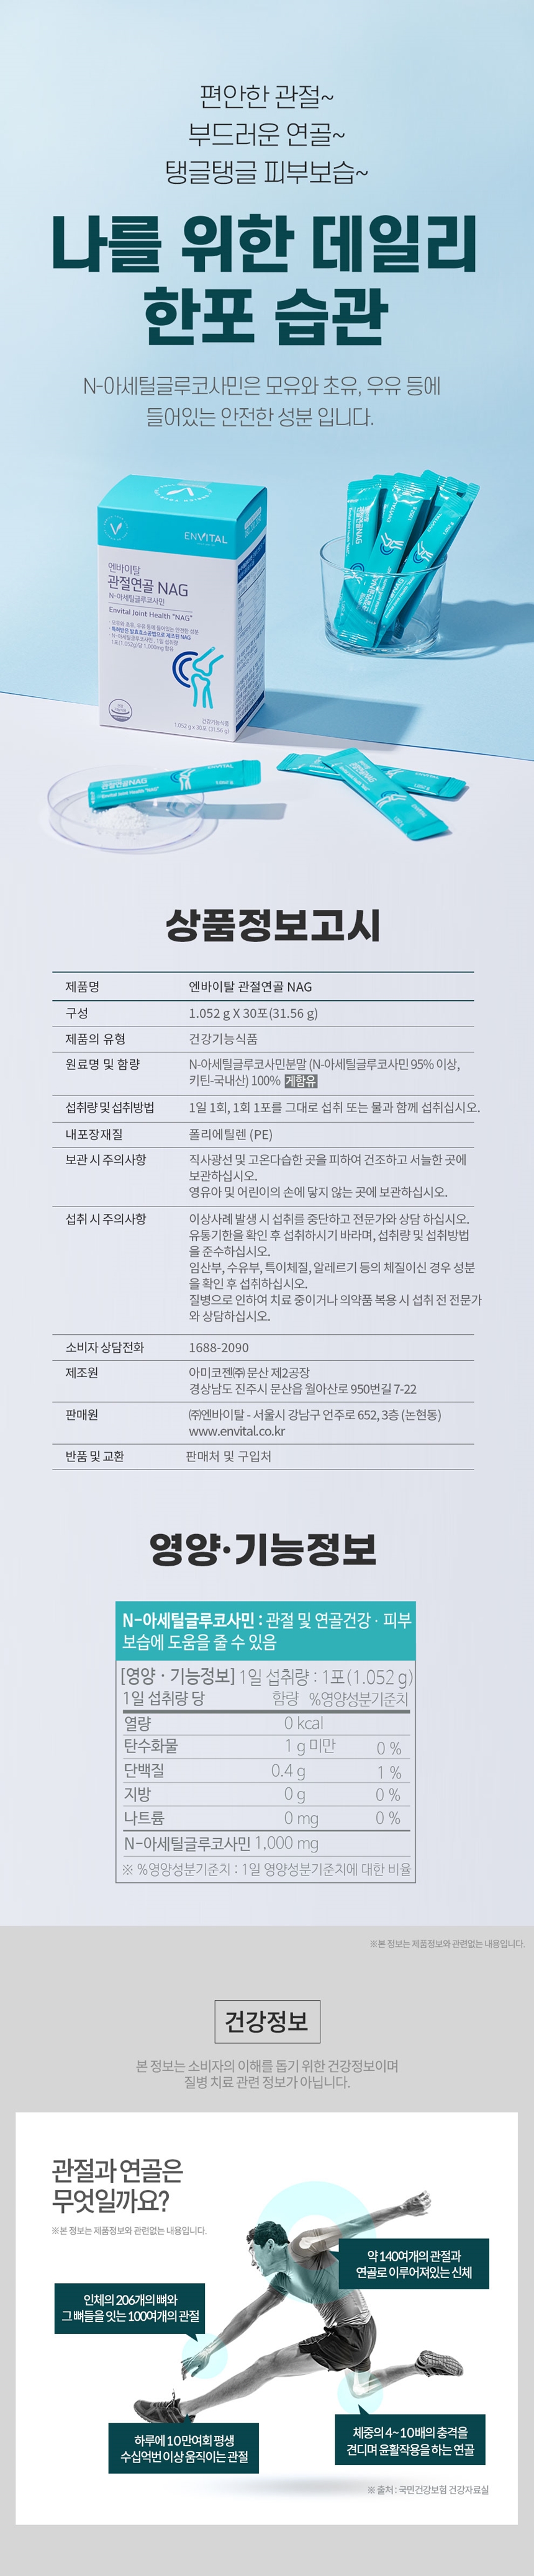 편안한 관절~
부드러운 연골~
탱글탱글 피부보습~
나를 위한 데일리
한포 습관
N-아세틸글루코사민은 모유와 초유, 우유 등에
들어있는 안전한 성분 입니다.
ENVITAL
엔바이탈
관절연골 NAG
N-아세틸글루코사민
Envital Joint Health "NAG"
건강기능식품
1.052 g x 30포 (31.56 g)
관절연골NAG
Envital Joint Health "NAG"
ENVITAL
상품정보고시
제품명 엔바이탈 관절연골 NAG
구성 1.052 g X 30포(31.56 g)
제품의 유형 건강기능식품
원료명 및 함량 N-아세틸글루코사민분말 (N-아세틸글루코사민 95% 이상,
키틴-국내산) 100% 게함유
섭취량 및 섭취방법 1일 1회, 1회 1포를 그대로 섭취 또는 물과 함께 섭취십시오.
내포장재질 폴리에틸렌 (PE)
보관 시 주의사항 직사광선 및 고온다습한 곳을 피하여 건조하고 서늘한 곳에
보관하십시오.
영유아 및 어린이의 손에 닿지 않는 곳에 보관하십시오.
섭취 시 주의사항 이상사례 발생 시 섭취를 중단하고 전문가와 상담 하십시오.
유통기한을 확인 후 섭취하시기 바라며, 섭취량 및 섭취방법
을 준수하십시오.
임산부, 수유부, 특이체질, 알레르기 등의 체질이신 경우 성분
을 확인 후 섭취하십시오.
질병으로 인하여 치료 중이거나 의약품 복용 시 섭취 전 전문가
와 상담하십시오.
소비자 상담전화 1688-2090
제조원 아미코젠㈜ 문산 제2공장
경상남도 진주시 문산읍 월아산로 950번길 7-22
판매원 ㈜엔바이탈 - 서울시 강남구 언주로 652, 3층 (논현동)
www.envital.co.kr
반품 및 교환 판매처 및 구입처
영양·기능정보
N-아세틸글루코사민 : 관절 및 연골건강 · 피부
보습에 도움을 줄 수 있음
[영양 · 기능정보] 1일 섭취량 : 1포(1.052 g)
1일 섭취량 당 함량 %영양성분기준치
열량 0 kcal
탄수화물 1 g 미만 0 %
단백질 0.4 g 1 %
지방 0 g 0 %
나트륨 0 mg 0 %
N-아세틸글루코사민 1,000 mg
※ %영양성분기준치 : 1일 영양성분기준치에 대한 비율
※본 정보는 제품정보와 관련없는 내용입니다.
건강정보
본 정보는 소비자의 이해를 돕기 위한 건강정보이며
질병 치료 관련 정보가 아닙니다.
관절과 연골은
무엇일까요?
※본 정보는 제품정보와 관련없는 내용입니다.
약 140여개의 관절과
연골로 이루어져있는 신체
인체의 206개의 뼈와
그 뼈들을 잇는 100여개의 관절
하루에 10만여회 평생
수십억번 이상 움직이는 관절
체중의 4~10배의 충격을
견디며 윤활작용을 하는 연골
※ 출처 : 국민건강보험 건강자료실